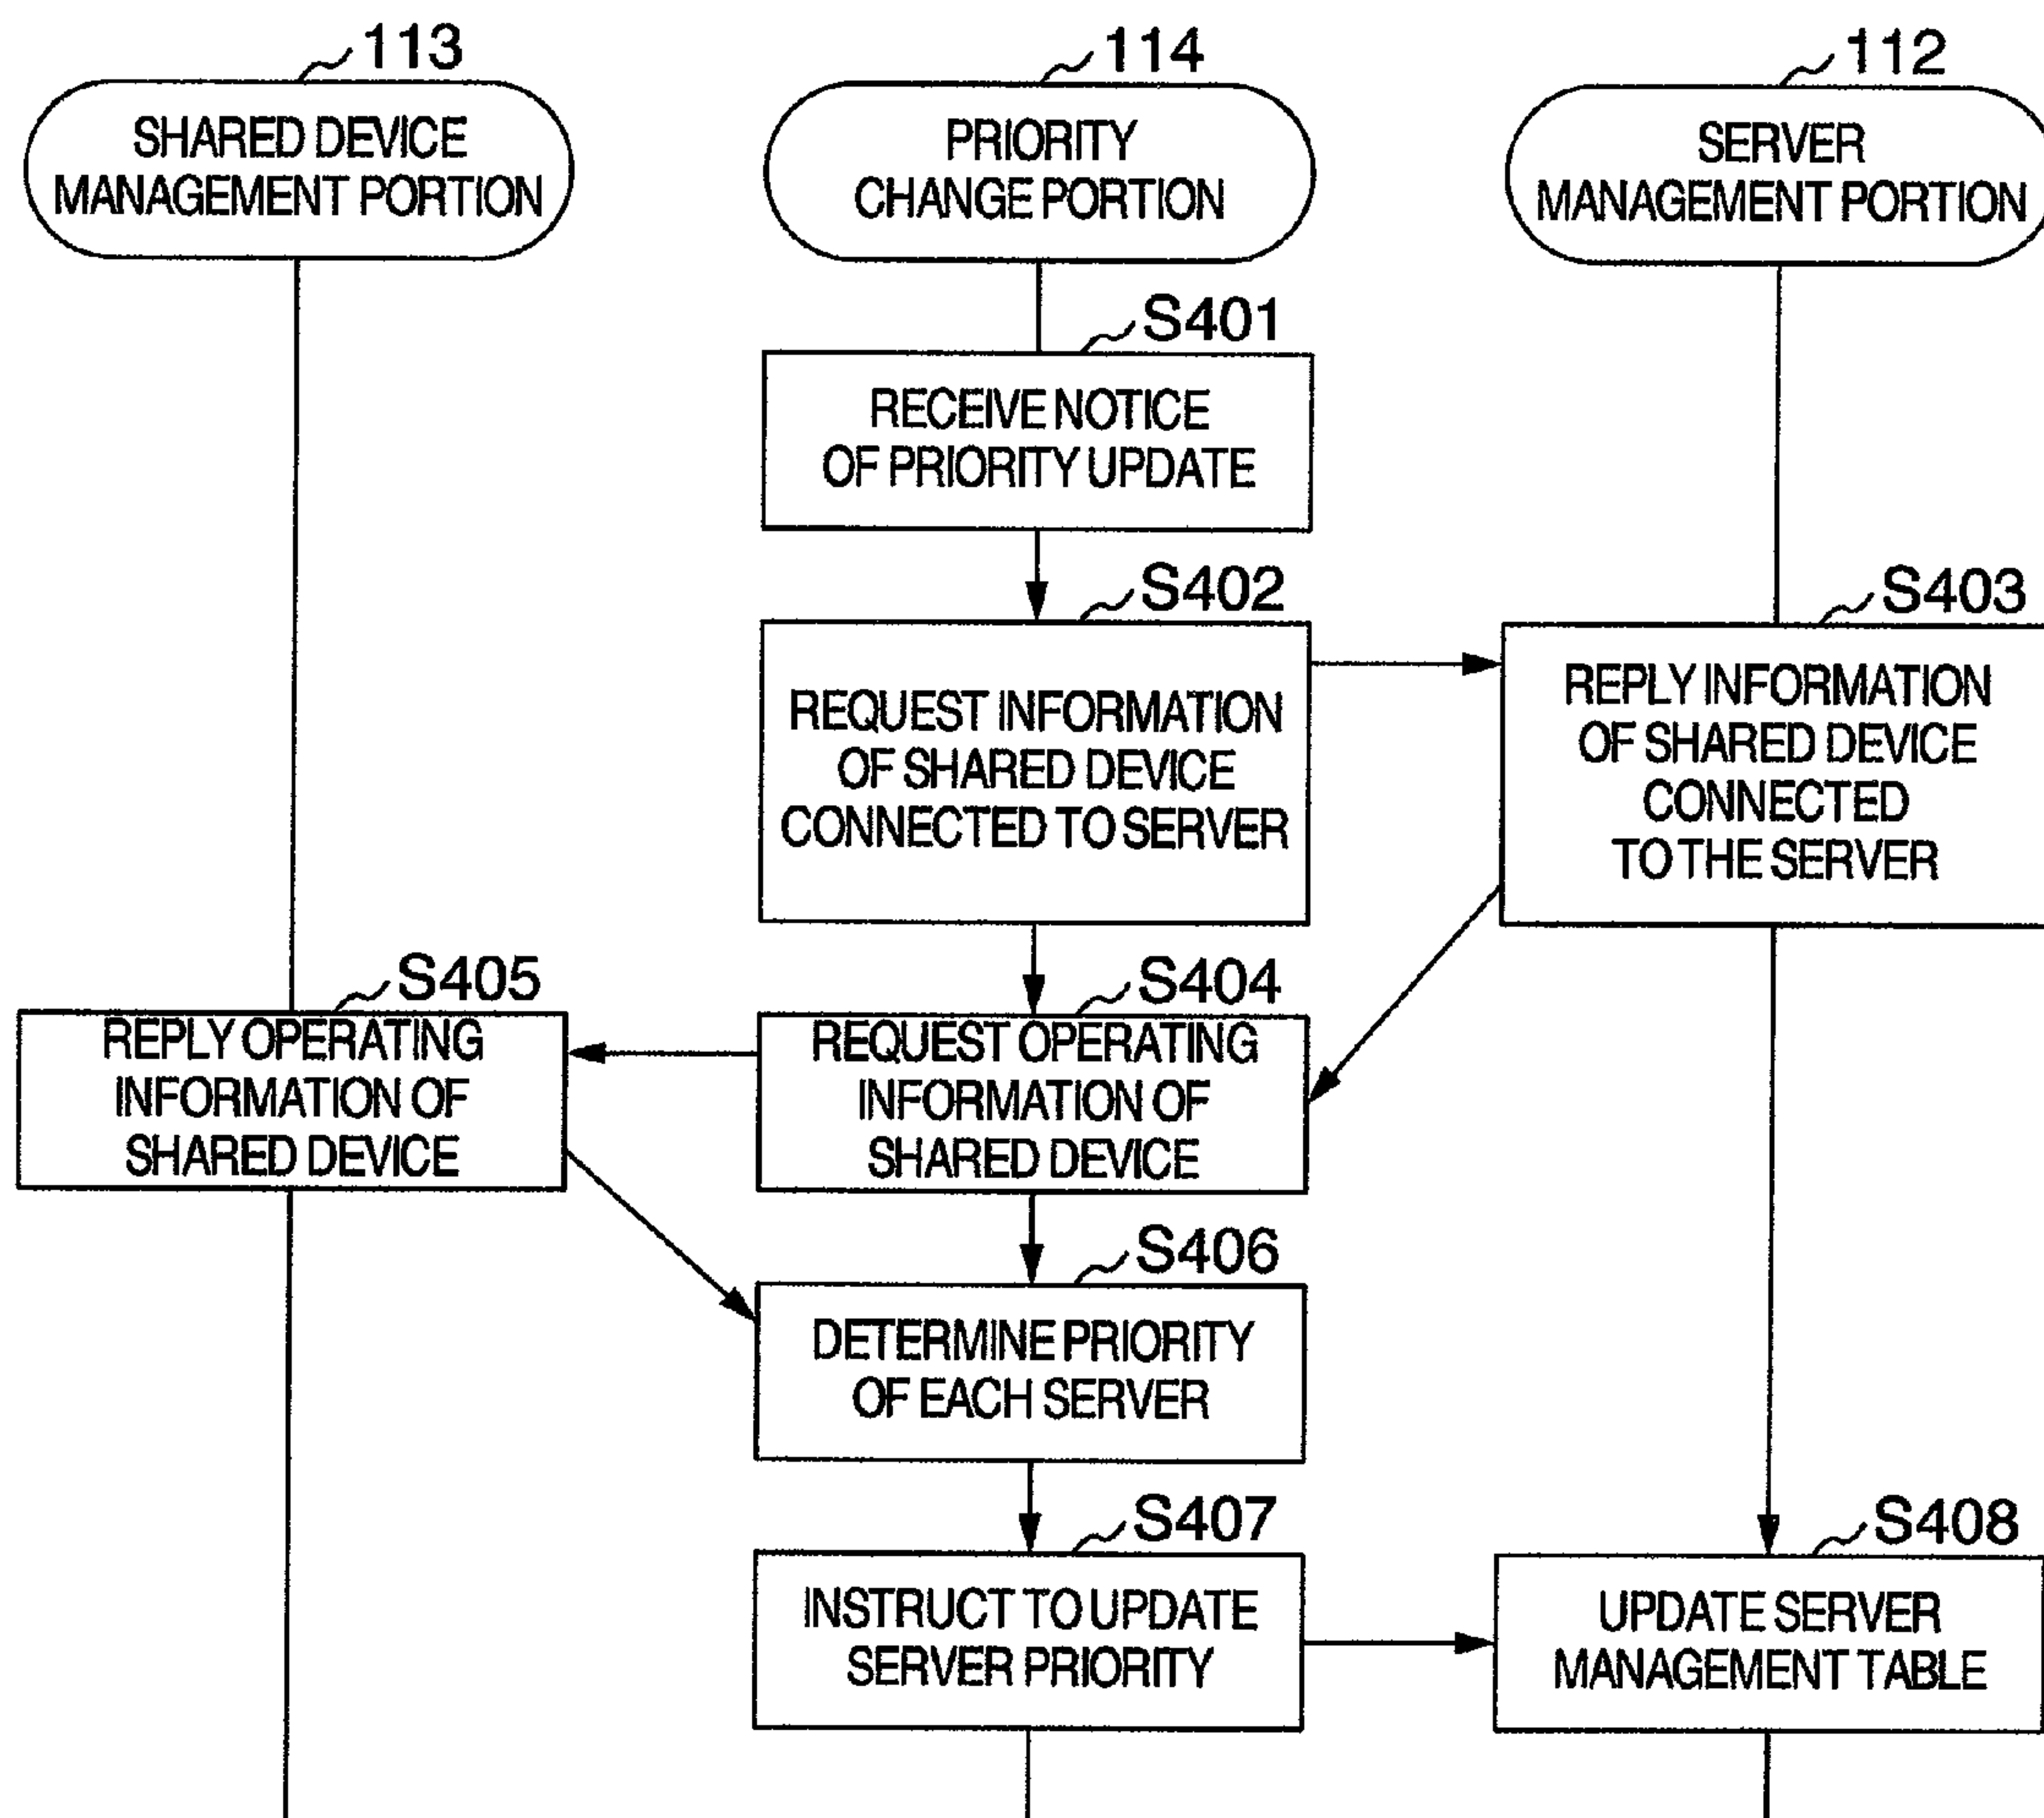 113
SHARED DEVICE
MANAGEMENT PORTION
114
PRIORITY
CHANGE PORTION
112
SERVER
MANAGEMENT PORTION
S401
RECEIVE NOTICE
OF PRIORITY UPDATE
S402
REQUEST INFORMATION
OF SHARED DEVICE
CONNECTED TO SERVER
S403
REPLY INFORMATION
OF SHARED DEVICE
CONNECTED
TO THE SERVER
S405
REPLY OPERATING
INFORMATION OF
SHARED DEVICE
S404
REQUEST OPERATING
INFORMATION OF
SHARED DEVICE
S406
DETERMINE PRIORITY
OF EACH SERVER
S407
INSTRUCT TO UPDATE
SERVER PRIORITY
S408
UPDATE SERVER
MANAGEMENT TABLE